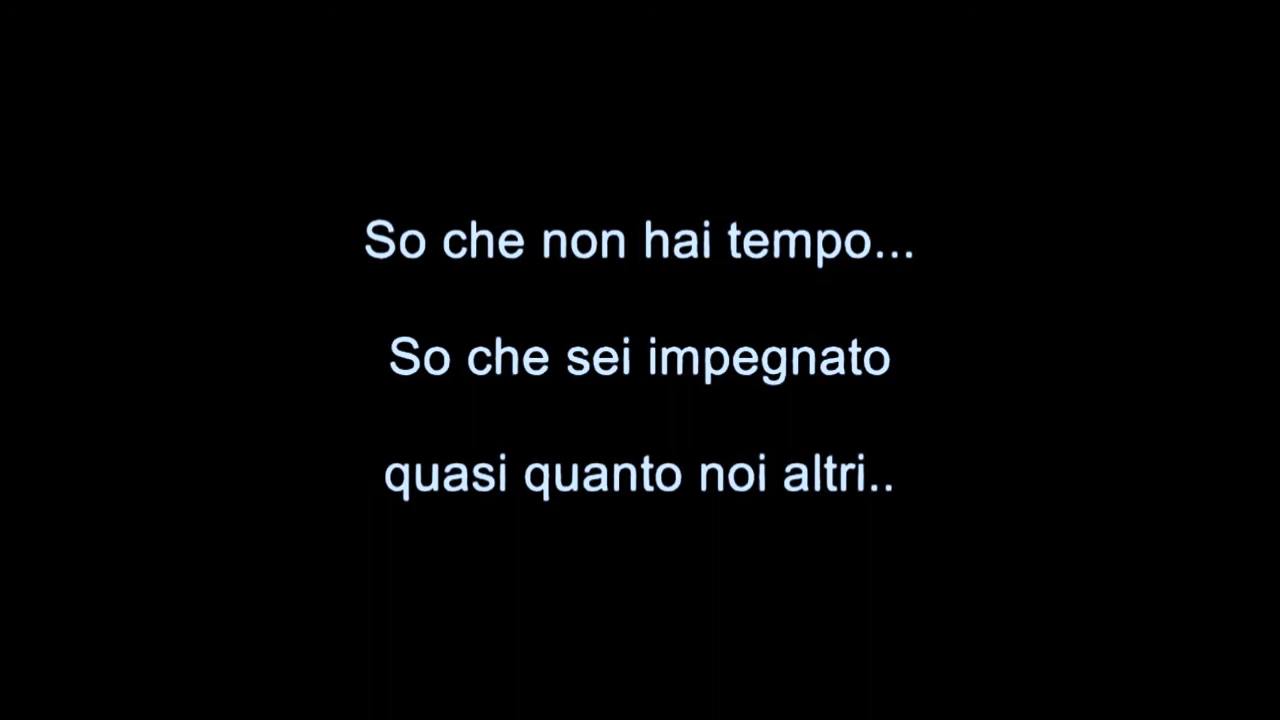 So che non hai tempo...
So che sei impegnato
quasi quanto noi altri..